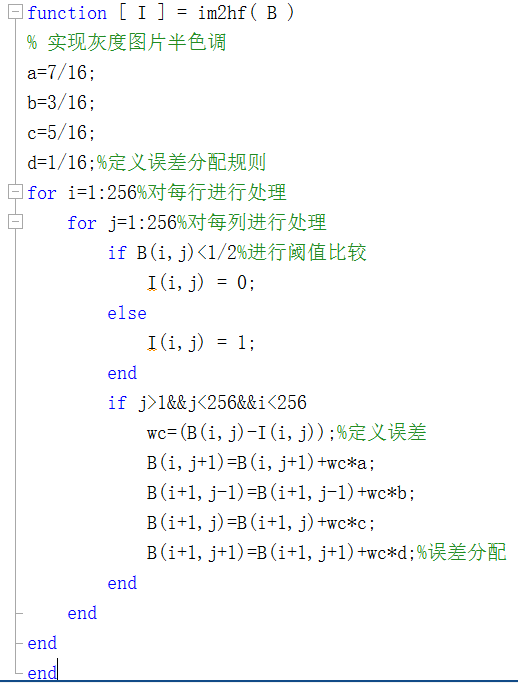 function [ I ] = im2hf( B )
% 实现灰度图片半色调
a=7/16;
b=3/16;
c=5/16;
d=1/16;%定义误差分配规则
for i=1:256%对每行进行处理
for j=1:256%对每列进行处理
if B(i,j)<1/2%进行阈值比较
I(i,j) = 0;
else
I(i,j) = 1;
end
if j>1&&j<256&&i<256
wc=(B(i,j)-I(i,j));%定义误差
B(i,j+1)=B(i,j+1)+wc*a;
B(i+1,j-1)=B(i+1,j-1)+wc*b;
B(i+1,j)=B(i+1,j)+wc*c;
B(i+1,j+1)=B(i+1,j+1)+wc*d;%误差分配
end
end
end
end